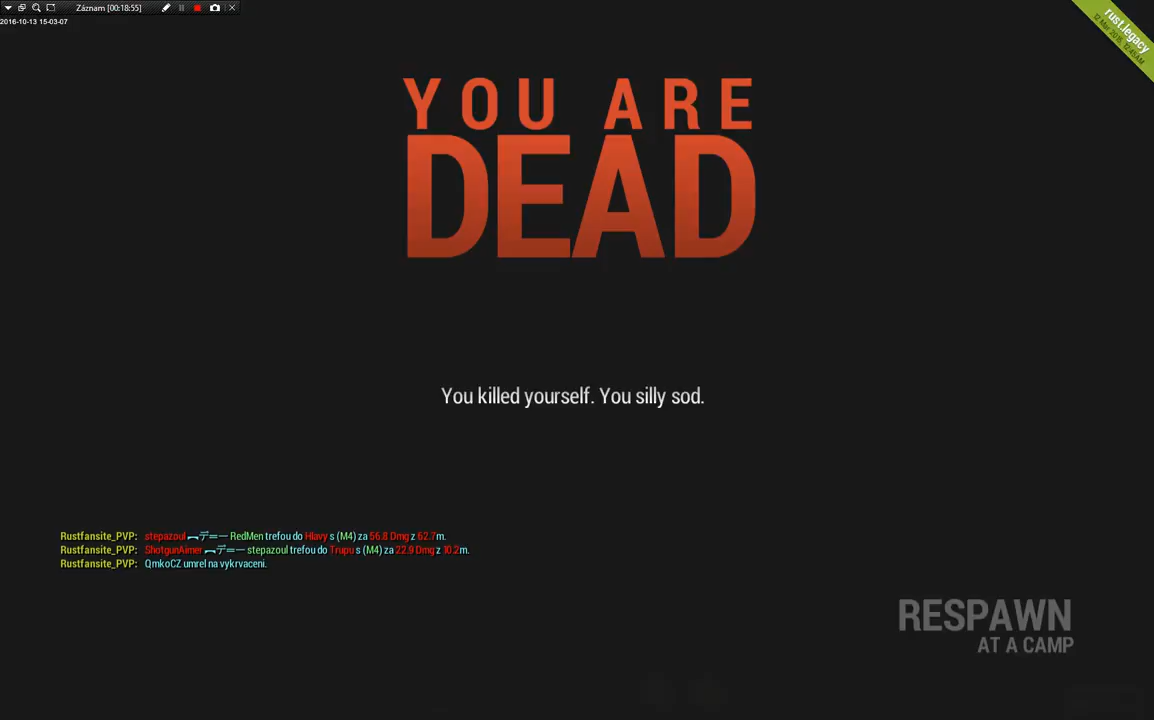 Záznam [00:18:55]
2016-10-13 15-03-07
rust.legacy
YOU ARE
DEAD
You killed yourself. You silly sod.
Rustfansite_PVP: stepazoul ︻デ═一 RedMen trefou do Hlavy s (M4) za 56.8 Dmg z 62.7m.
Rustfansite_PVP: ShotgunAimer ︻デ═一 stepazoul trefou do Trupu s (M4) za 22.9 Dmg z 10.2m.
Rustfansite_PVP: QmkoCZ umrel na vykrvaceni.
RESPAWN
AT A CAMP